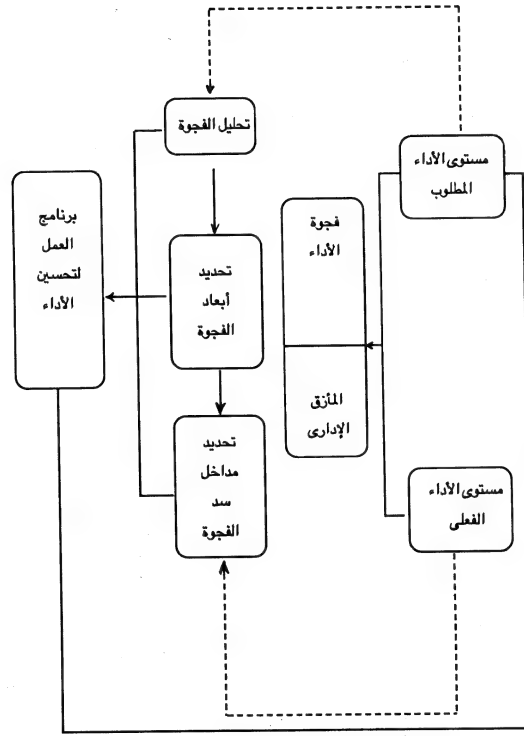 مستوى الأداء
المطلوب
مستوى الأداء
الفعلى
فجوة
الأداء
المأزق
الإدارى
تحليل الفجوة
تحديد
أبعاد
الفجوة
تحديد
مداخل
سد
الفجوة
برنامج
العمل
لتحسين
الأداء